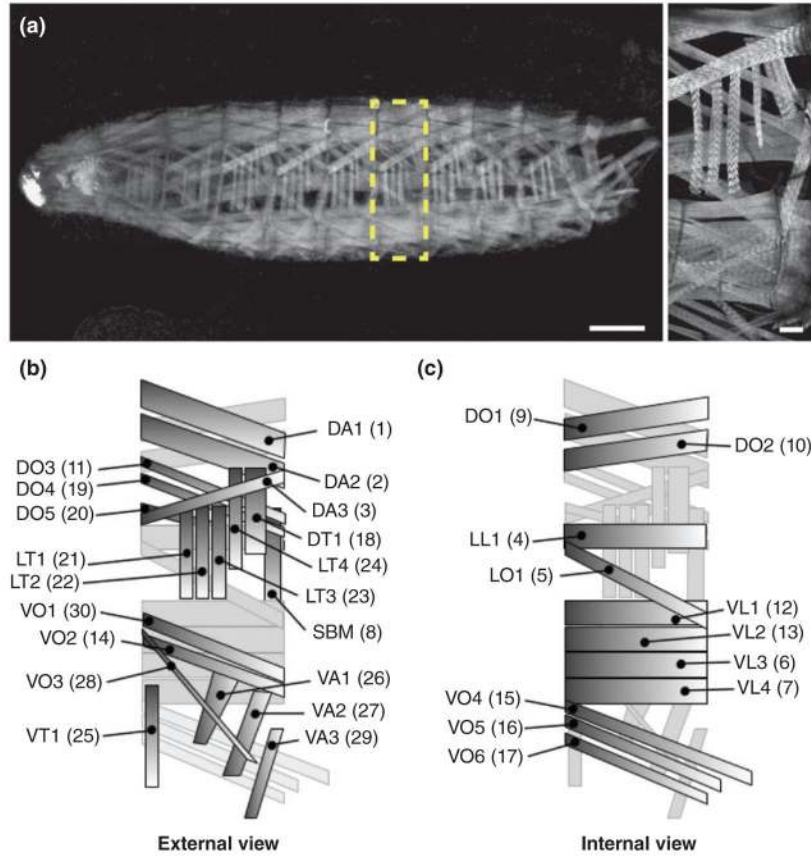 (a)
(b)
DA1 (1)
DO3 (11)
DA2 (2)
DO4 (19)
DA3 (3)
DO5 (20)
DT1 (18)
LT1 (21)
LT4 (24)
LT2 (22)
LT3 (23)
VO1 (30)
SBM (8)
VO2 (14)
VA1 (26)
VO3 (28)
VA2 (27)
VT1 (25)
VA3 (29)
External view
(c)
DO1 (9)
DO2 (10)
LL1 (4)
LO1 (5)
VL1 (12)
VL2 (13)
VL3 (6)
VL4 (7)
VO4 (15)
VO5 (16)
VO6 (17)
Internal view